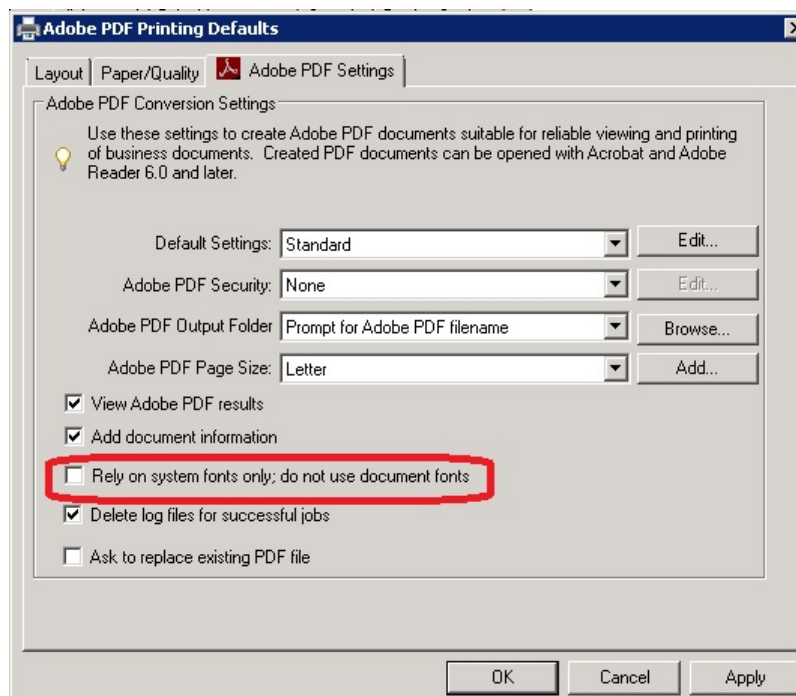 Adobe PDF Printing Defaults
Layout Paper/Quality Adobe PDF Settings
Adobe PDF Conversion Settings
Use these settings to create Adobe PDF documents suitable for reliable viewing and printing
of business documents. Created PDF documents can be opened with Acrobat and Adobe
Reader 6.0 and later.
Default Settings: Standard Edit...
Adobe PDF Security: None Edit...
Adobe PDF Output Folder Prompt for Adobe PDF filename Browse...
Adobe PDF Page Size: Letter Add...
View Adobe PDF results
Add document information
Rely on system fonts only; do not use document fonts
Delete log files for successful jobs
Ask to replace existing PDF file
OK Cancel Apply